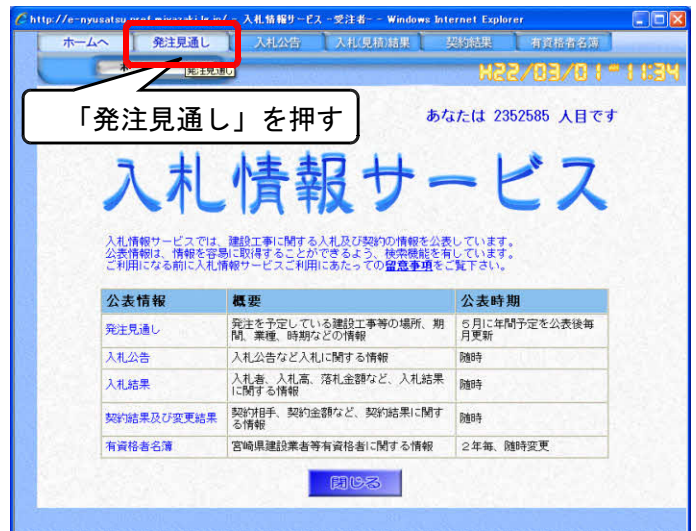 http://e-nyusatsu.pref.miyazaki.lg.jp/ - 入札情報サービス -受注者- - Windows Internet Explorer
ホームへ 発注見通し 入札公告 入札(見積)結果 契約結果 有資格者名簿
発注見通し
H22/03/01 11:34
「発注見通し」を押す
あなたは 2352585 人目です
入札情報サービス
入札情報サービスでは、建設工事に関する入札及び契約の情報を公表しています。
公表情報は、情報を容易に取得することができるよう、検索機能を有しています。
ご利用になる前に入札情報サービスご利用にあたっての留意事項をご覧下さい。
公表情報 概要 公表時期
発注見通し 発注を予定している建設工事等の場所、期間、業種、時期などの情報 5月に年間予定を公表後毎月更新
入札公告 入札公告など入札に関する情報 随時
入札結果 入札者、入札高、落札金額など、入札結果に関する情報 随時
契約結果及び変更結果 契約相手、契約金額など、契約結果に関する情報 随時
有資格者名簿 宮崎県建設業者等有資格者に関する情報 2年毎、随時変更
閉じる